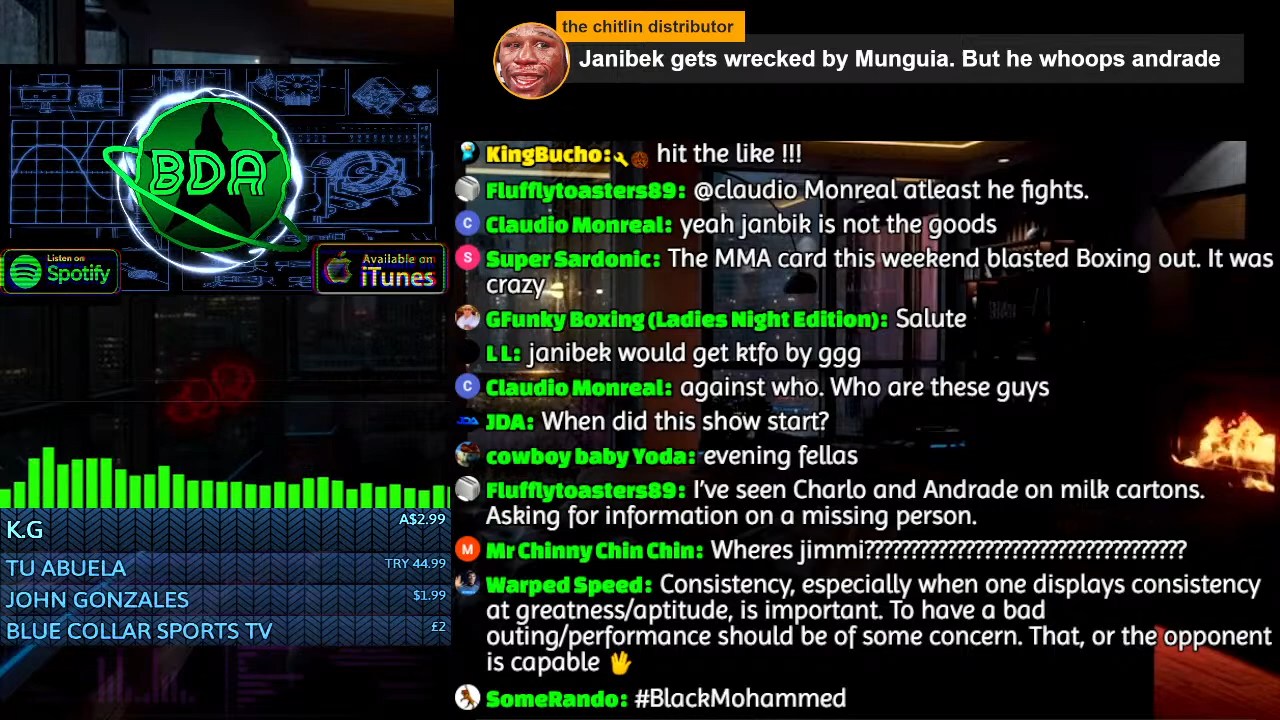 the chitlin distributor
Janibek gets wrecked by Munguia. But he whoops andrade
BDA
Listen on
Spotify
Available on
iTunes
K.G A$2.99
TU ABUELA TRY 44.99
JOHN GONZALES $1.99
BLUE COLLAR SPORTS TV £2
KingBucho: hit the like !!!
Flufflytoasters89: @claudio Monreal atleast he fights.
C Claudio Monreal: yeah janbik is not the goods
S Super Sardonic: The MMA card this weekend blasted Boxing out. It was
crazy
GFunky Boxing (Ladies Night Edition): Salute
L L: janibek would get ktfo by ggg
C Claudio Monreal: against who. Who are these guys
JDA: When did this show start?
cowboy baby Yoda: evening fellas
Flufflytoasters89: I've seen Charlo and Andrade on milk cartons.
Asking for information on a missing person.
M Mr Chinny Chin Chin: Wheres jimmi??????????????????????????????????
Warped Speed: Consistency, especially when one displays consistency
at greatness/aptitude, is important. To have a bad
outing/performance should be of some concern. That, or the opponent
is capable 🖖
SomeRando: #BlackMohammed